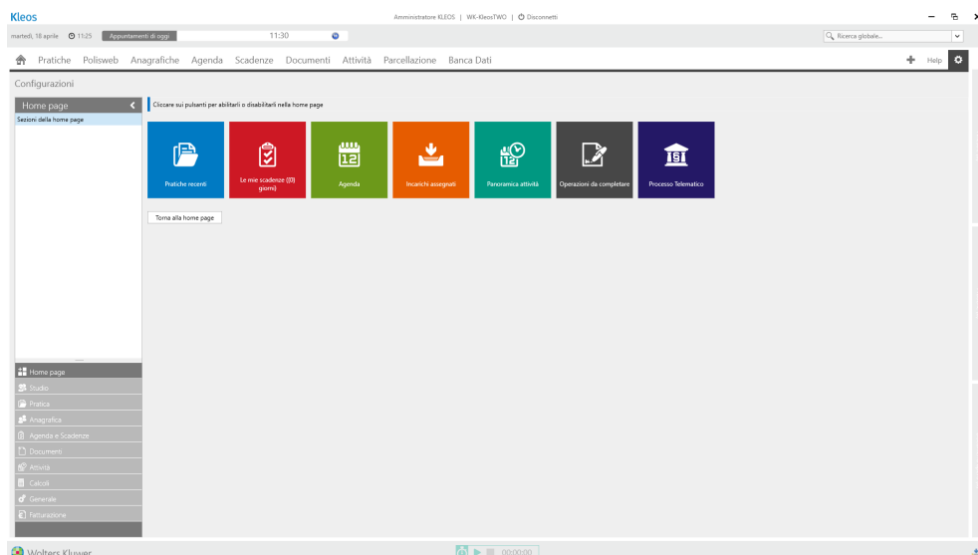 Kleos
Amministratore KLEOS | WK-KleosTWO | Disconnetti
martedì, 18 aprile 11:25 Appuntamenti di oggi 11:30
Ricerca globale...
Pratiche Polisweb Anagrafiche Agenda Scadenze Documenti Attività Parcellazione Banca Dati
Help
Configurazioni
Home page
Sezioni della home page
Cliccare sui pulsanti per abilitarli o disabilitarli nella home page
Pratiche recenti
Le mie scadenze ({0}
giorni)
12
Agenda
Incarichi assegnati
12
Panoramica attività
Operazioni da completare
Processo Telematico
Torna alla home page
Home page
Studio
Pratica
Anagrafica
Agenda e Scadenze
Documenti
Attività
Calcoli
Generale
Fatturazione
Wolters Kluwer
00:00:00